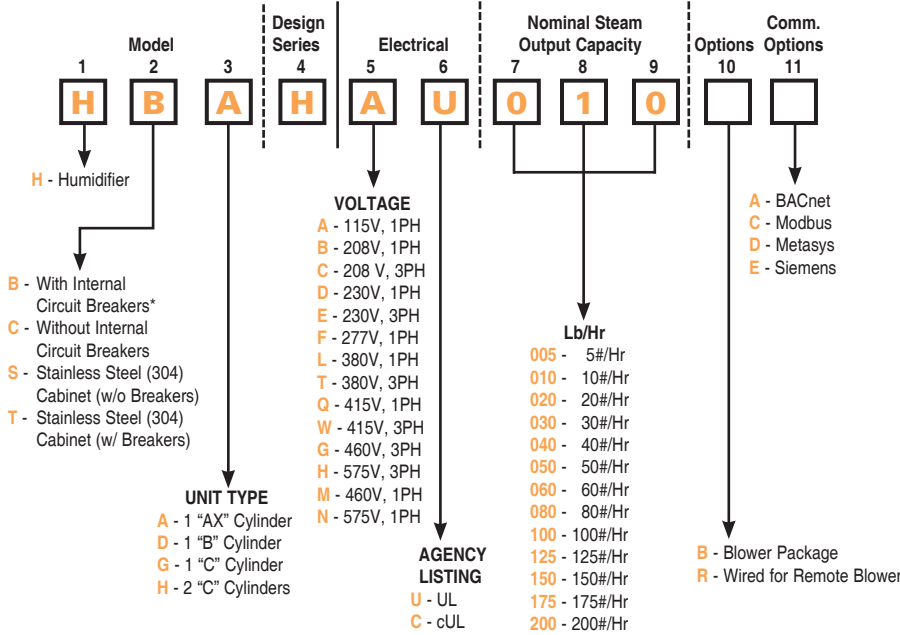 Model
Design
Series
Electrical
Nominal Steam
Output Capacity
Options
Comm.
Options
1 2 3 4 5 6 7 8 9 10 11
H B A H A U 0 1 0
H - Humidifier
B - With Internal
Circuit Breakers*
C - Without Internal
Circuit Breakers
S - Stainless Steel (304)
Cabinet (w/o Breakers)
T - Stainless Steel (304)
Cabinet (w/ Breakers)
UNIT TYPE
A - 1 “AX” Cylinder
D - 1 “B” Cylinder
G - 1 “C” Cylinder
H - 2 “C” Cylinders
VOLTAGE
A - 115V, 1PH
B - 208V, 1PH
C - 208 V, 3PH
D - 230V, 1PH
E - 230V, 3PH
F - 277V, 1PH
L - 380V, 1PH
T - 380V, 3PH
Q - 415V, 1PH
W - 415V, 3PH
G - 460V, 3PH
H - 575V, 3PH
M - 460V, 1PH
N - 575V, 1PH
AGENCY
LISTING
U - UL
C - cUL
Lb/Hr
005 - 5#/Hr
010 - 10#/Hr
020 - 20#/Hr
030 - 30#/Hr
040 - 40#/Hr
050 - 50#/Hr
060 - 60#/Hr
080 - 80#/Hr
100 - 100#/Hr
125 - 125#/Hr
150 - 150#/Hr
175 - 175#/Hr
200 - 200#/Hr
B - Blower Package
R - Wired for Remote Blower
A - BACnet
C - Modbus
D - Metasys
E - Siemens